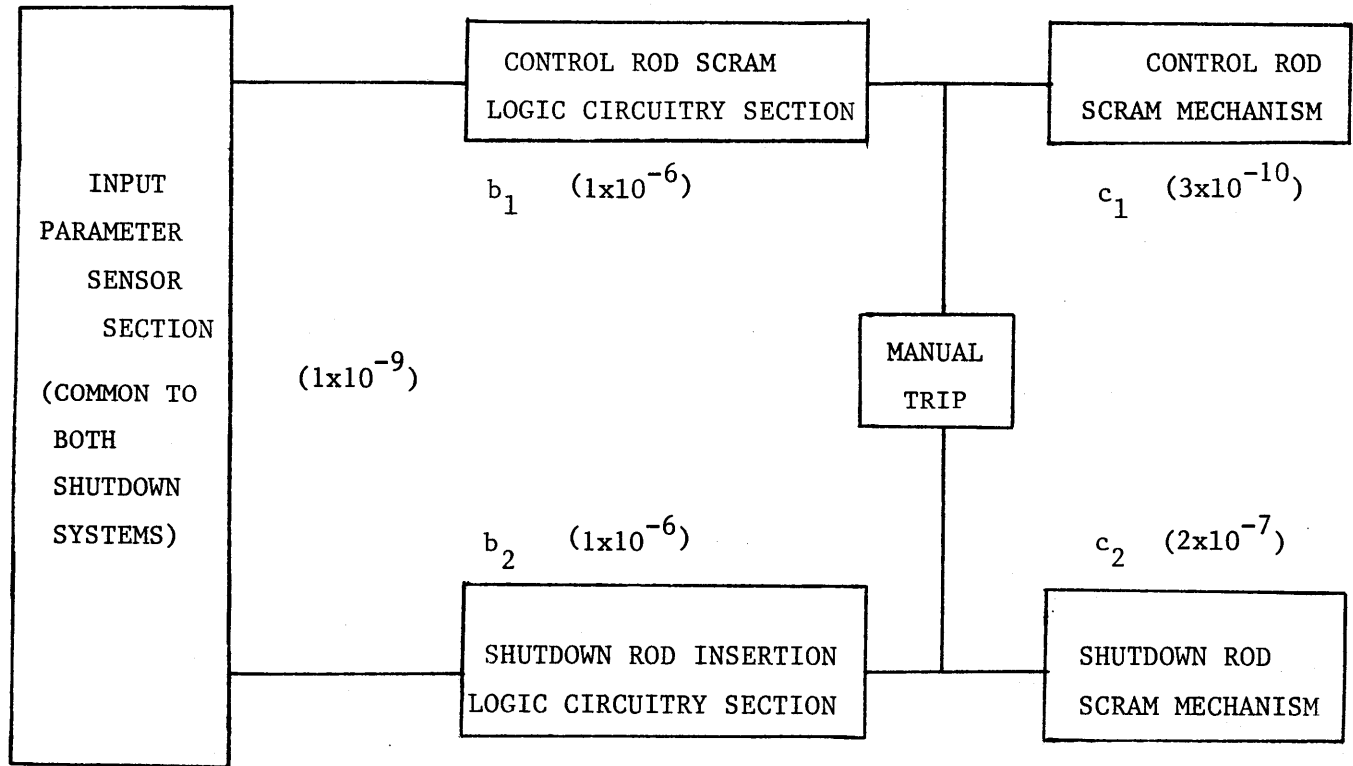 INPUT
PARAMETER
SENSOR
SECTION
(COMMON TO
BOTH
SHUTDOWN
SYSTEMS)
(1x10⁻⁹)
CONTROL ROD SCRAM
LOGIC CIRCUITRY SECTION
b₁ (1x10⁻⁶)
CONTROL ROD
SCRAM MECHANISM
c₁ (3x10⁻¹⁰)
MANUAL
TRIP
b₂ (1x10⁻⁶)
SHUTDOWN ROD INSERTION
LOGIC CIRCUITRY SECTION
c₂ (2x10⁻⁷)
SHUTDOWN ROD
SCRAM MECHANISM